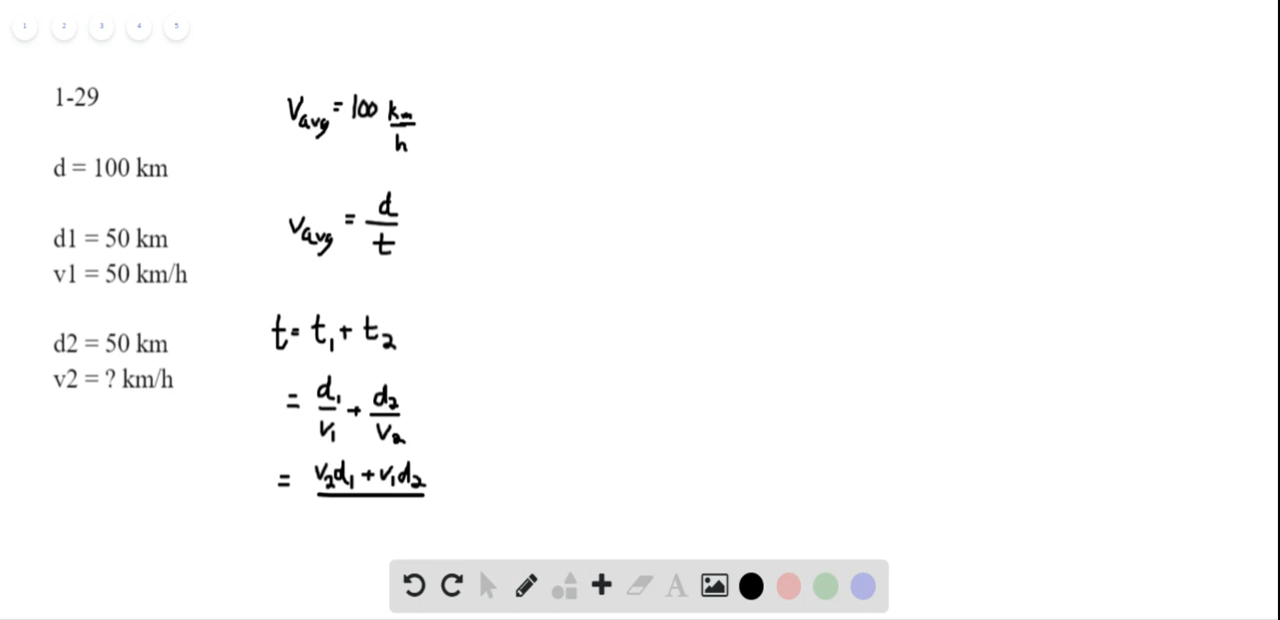 1 2 3 4 5
1-29
d = 100 km
d1 = 50 km
v1 = 50 km/h
d2 = 50 km
v2 = ? km/h
Vavg = 100 km/h
Vavg = d/t
t = t₁ + t₂
= d₁/v₁ + d₂/v₂
= v₂d₁ + v₁d₂
A